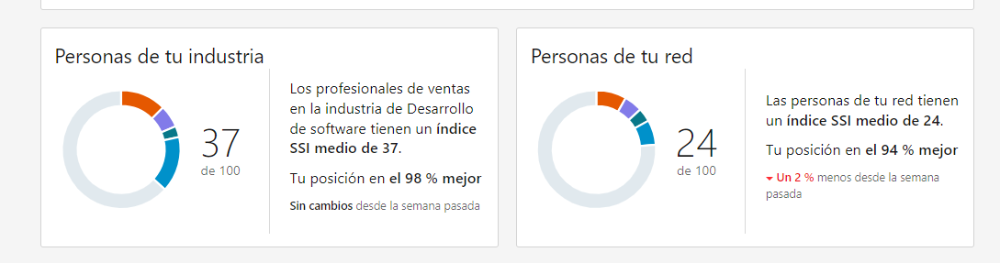 Personas de tu industria
37
de 100
Los profesionales de ventas
en la industria de Desarrollo
de software tienen un índice
SSI medio de 37.
Tu posición en el 98 % mejor
Sin cambios desde la semana pasada
Personas de tu red
24
de 100
Las personas de tu red tienen
un índice SSI medio de 24.
Tu posición en el 94 % mejor
Un 2 % menos desde la semana
pasada